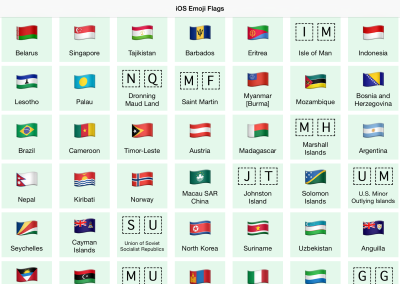 iOS Emoji Flags
Belarus
Singapore
Tajikistan
Barbados
Eritrea
I M
Isle of Man
Indonesia
Lesotho
Palau
N Q
Dronning
Maud Land
M F
Saint Martin
Myanmar
[Burma]
Mozambique
Bosnia and
Herzegovina
Brazil
Cameroon
Timor-Leste
Austria
Madagascar
M H
Marshall
Islands
Argentina
Nepal
Kiribati
Norway
Macau SAR
China
J T
Johnston
Island
Solomon
Islands
U M
U.S. Minor
Outlying Islands
Seychelles
Cayman
Islands
S U
Union of Soviet
Socialist Republics
North Korea
Suriname
Uzbekistan
Anguilla
M U
G G